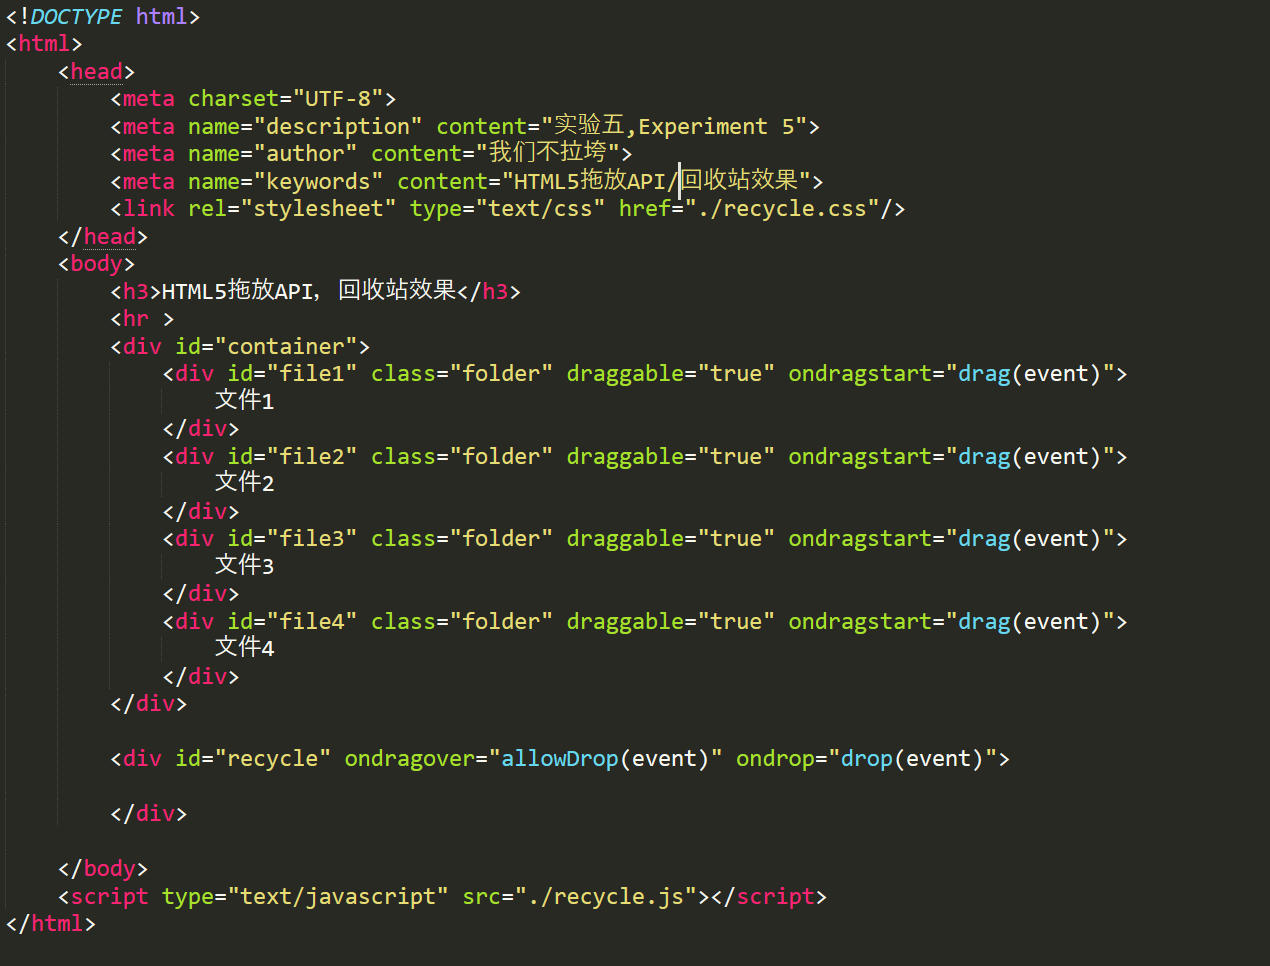 <!DOCTYPE html>
<html>
<head>
<meta charset="UTF-8">
<meta name="description" content="实验五,Experiment 5">
<meta name="author" content="我们不拉垮">
<meta name="keywords" content="HTML5拖放API/回收站效果">
<link rel="stylesheet" type="text/css" href="./recycle.css"/>
</head>
<body>
<h3>HTML5拖放API，回收站效果</h3>
<hr >
<div id="container">
<div id="file1" class="folder" draggable="true" ondragstart="drag(event)">
文件1
</div>
<div id="file2" class="folder" draggable="true" ondragstart="drag(event)">
文件2
</div>
<div id="file3" class="folder" draggable="true" ondragstart="drag(event)">
文件3
</div>
<div id="file4" class="folder" draggable="true" ondragstart="drag(event)">
文件4
</div>
</div>
<div id="recycle" ondragover="allowDrop(event)" ondrop="drop(event)">
</div>
</body>
<script type="text/javascript" src="./recycle.js"></script>
</html>